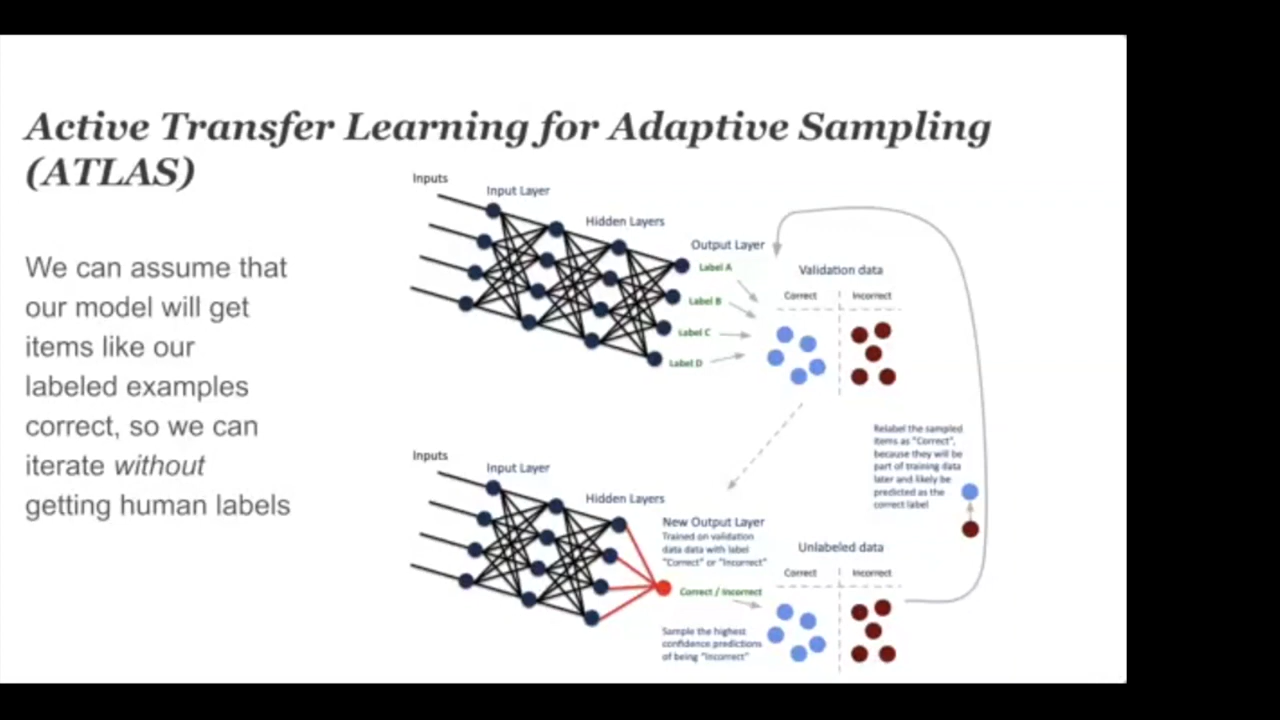 Active Transfer Learning for Adaptive Sampling
(ATLAS)
We can assume that
our model will get
items like our
labeled examples
correct, so we can
iterate without
getting human labels
Inputs
Input Layer
Hidden Layers
Output Layer
Label A
Label B
Label C
Label D
Validation data
Correct
Incorrect
Relabel the sampled
items as "Correct",
because they will be
part of training data
later and likely be
predicted as the
correct label
Inputs
Input Layer
Hidden Layers
New Output Layer
Trained on validation
data data with label
"Correct" or "Incorrect"
Correct / Incorrect
Sample the highest
confidence predictions
of being "Incorrect"
Unlabeled data
Correct
Incorrect